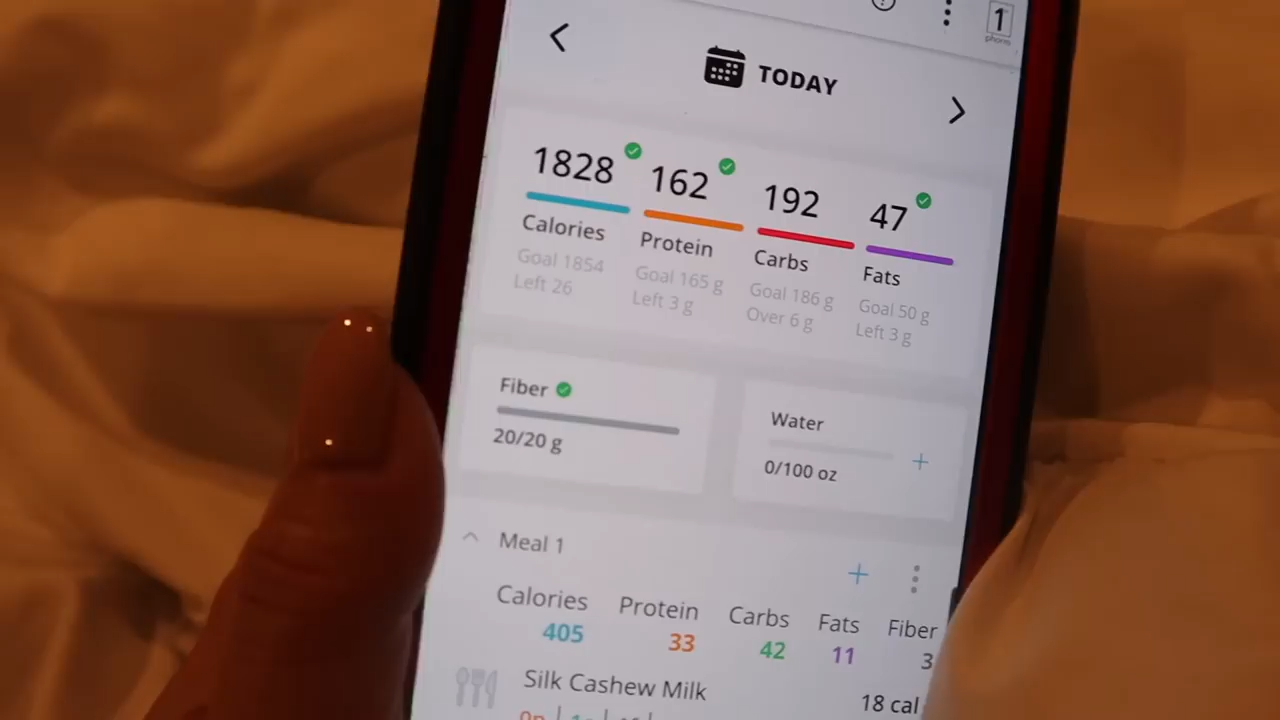 1
phorm
TODAY
1828 162 192 47
Calories Protein Carbs Fats
Goal 1854 Goal 165 g Goal 186 g Goal 50 g
Left 26 Left 3 g Over 6 g Left 3 g
Fiber
20/20 g
Water
0/100 oz
Meal 1
Calories Protein Carbs Fats Fiber
405 33 42 11 3
Silk Cashew Milk
18 cal